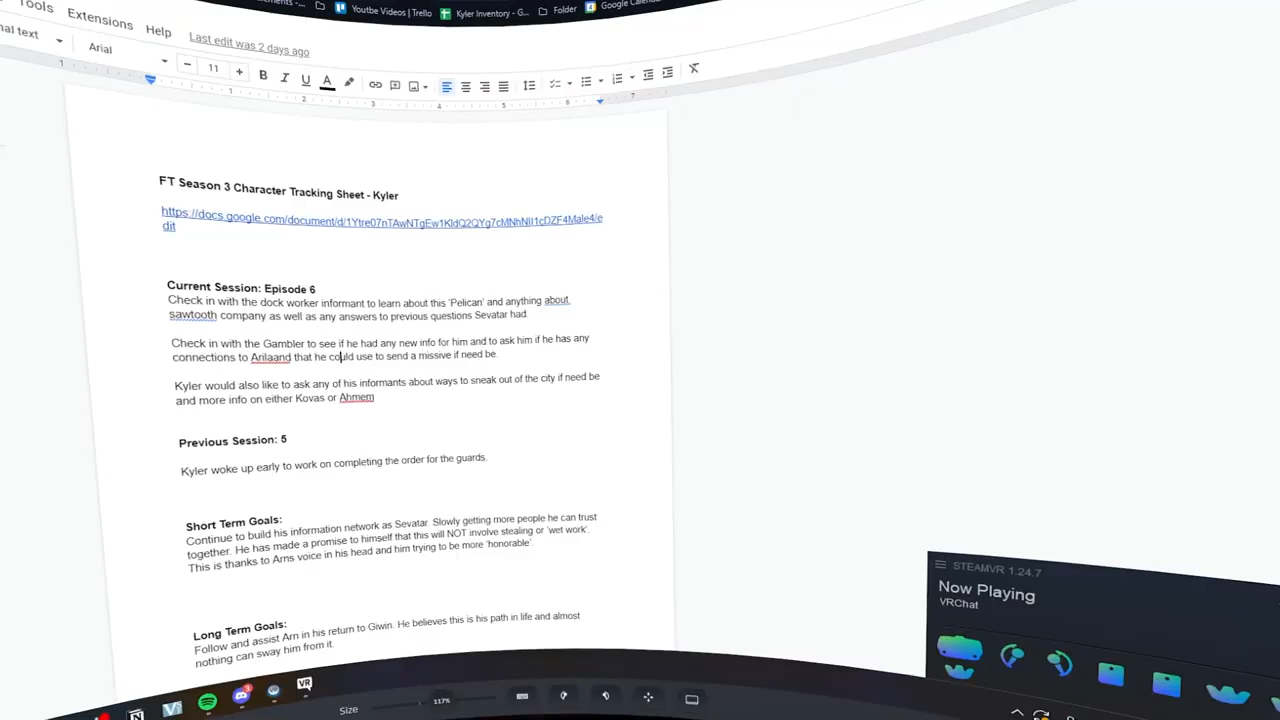 Youtbe Videos | Trello
Kyler Inventory - G...
Folder
Google Calenda
Tools
Extensions
Help
Last edit was 2 days ago
nal text
Arial
11
FT Season 3 Character Tracking Sheet - Kyler
Current Session: Episode 6
Check in with the dock worker informant to learn about this 'Pelican' and anything about
sawtooth company as well as any answers to previous questions Sevatar had.
Check in with the Gambler to see if he had any new info for him and to ask him if he has any
connections to Arilaand that he could use to send a missive if need be.
Kyler would also like to ask any of his informants about ways to sneak out of the city if need be
and more info on either Kovas or Ahmem
Previous Session: 5
Kyler woke up early to work on completing the order for the guards.
Short Term Goals:
Continue to build his information network as Sevatar. Slowly getting more people he can trust
together. He has made a promise to himself that this will NOT involve stealing or 'wet work'.
This is thanks to Arns voice in his head and him trying to be more 'honorable'.
Long Term Goals:
Follow and assist Arn in his return to Giwin. He believes this is his path in life and almost
nothing can sway him from it.
STEAMVR 1.24.7
Now Playing
VRChat
VR
Size
117%